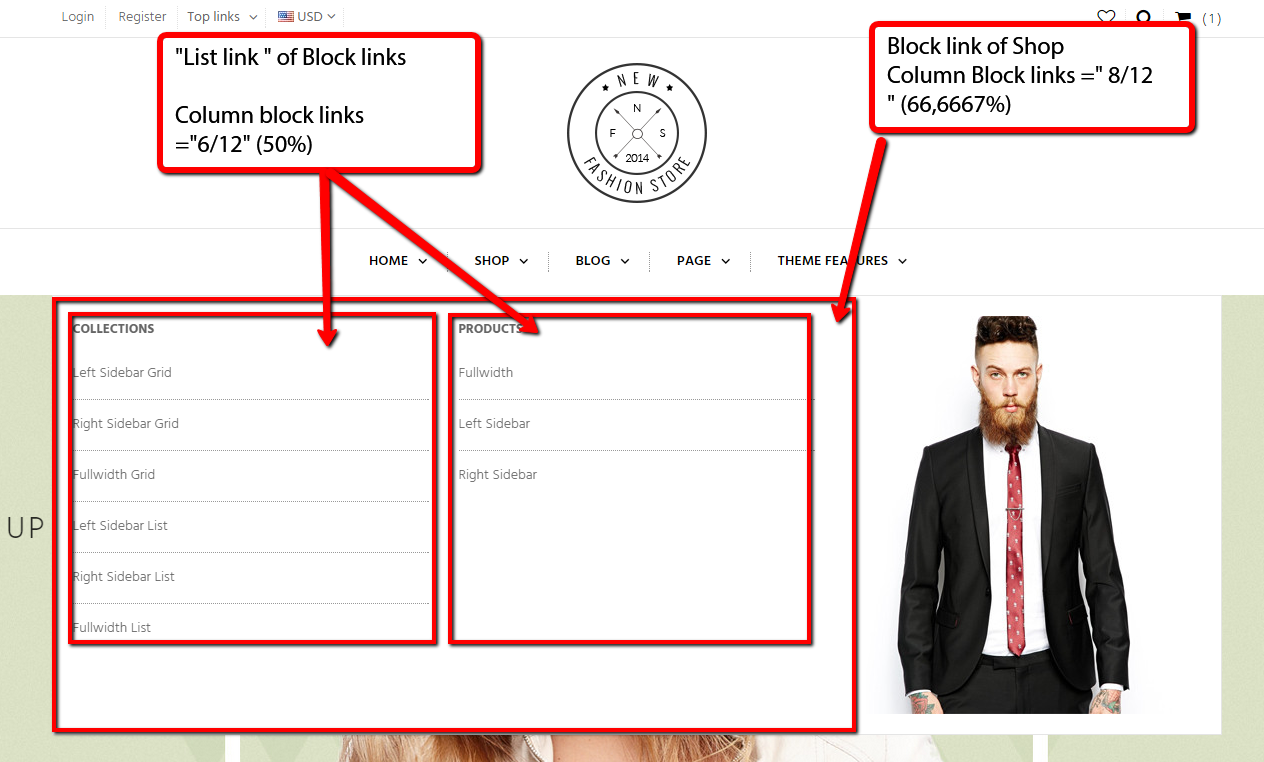 Login
Register
Top links
USD
(1)
"List link " of Block links
Column block links
="6/12" (50%)
Block link of Shop
Column Block links =" 8/12
" (66,6667%)
NEW
N
F
S
2014
FASHION STORE
HOME
SHOP
BLOG
PAGE
THEME FEATURES
COLLECTIONS
Left Sidebar Grid
Right Sidebar Grid
Fullwidth Grid
Left Sidebar List
Right Sidebar List
Fullwidth List
PRODUCTS
Fullwidth
Left Sidebar
Right Sidebar
UP